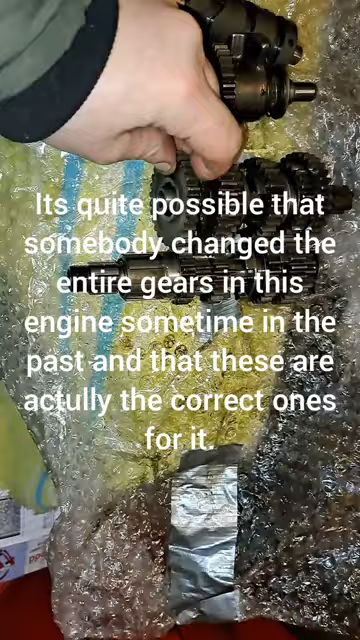 Its quite possible that
somebody changed the
entire gears in this
engine sometime in the
past and that these are
actully the correct ones
for it.